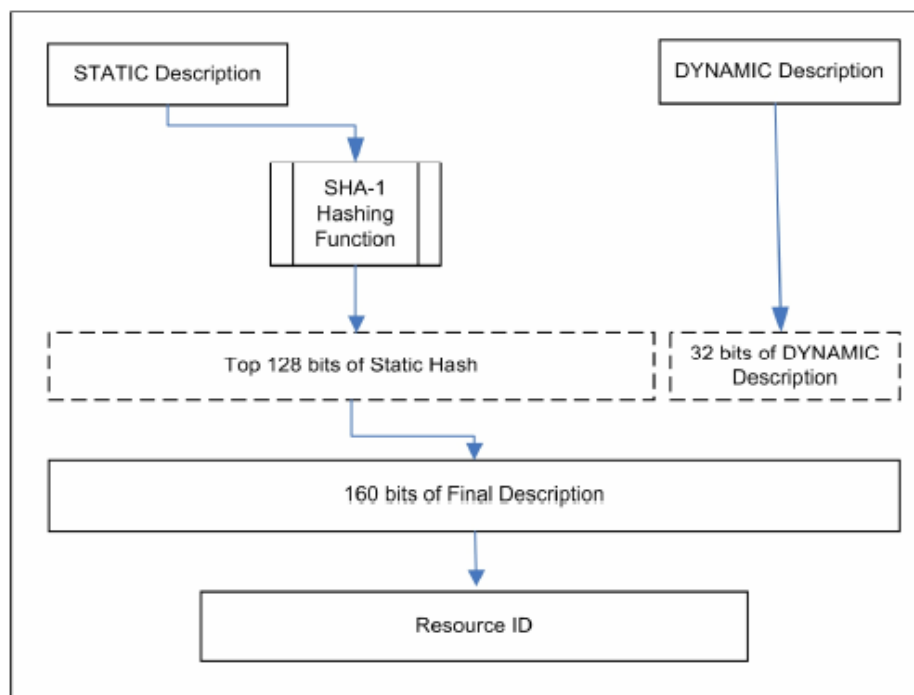 STATIC Description
DYNAMIC Description
SHA-1
Hashing
Function
Top 128 bits of Static Hash
32 bits of DYNAMIC
Description
160 bits of Final Description
Resource ID